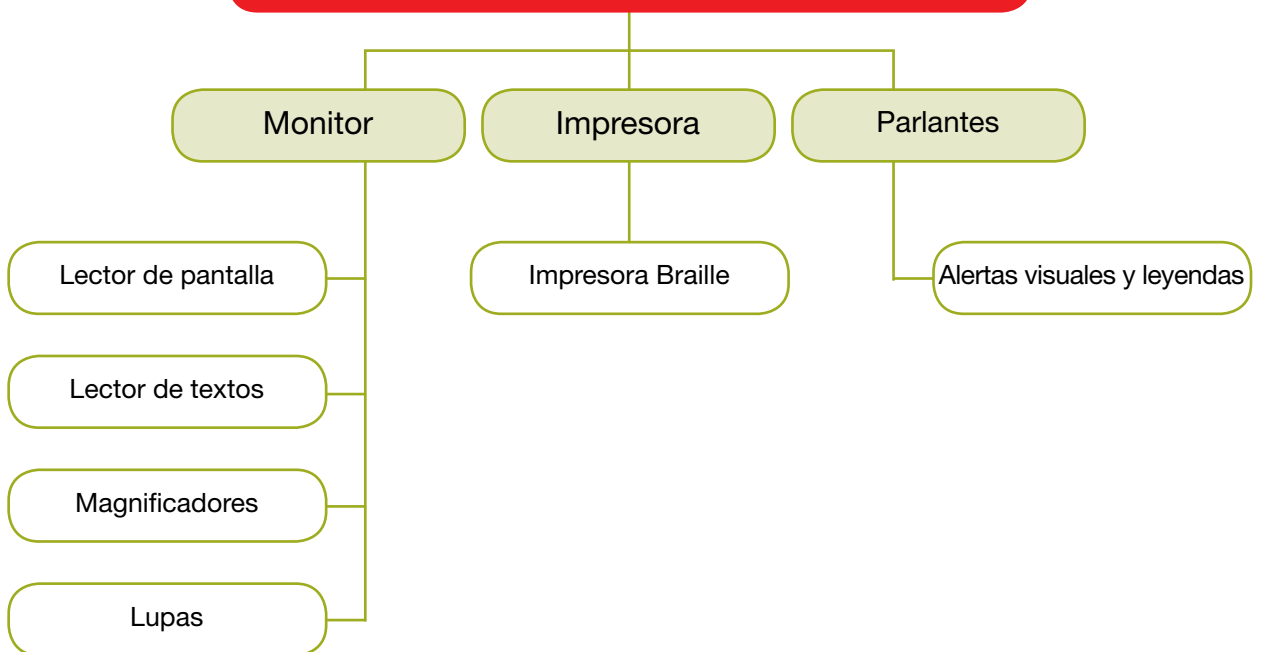 Monitor
Impresora
Parlantes
Lector de pantalla
Impresora Braille
Alertas visuales y leyendas
Lector de textos
Magnificadores
Lupas